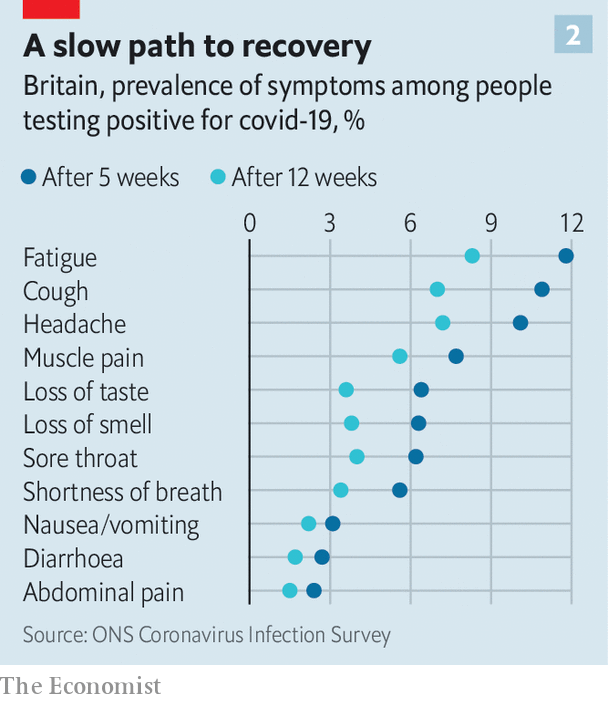 2
A slow path to recovery
Britain, prevalence of symptoms among people
testing positive for covid-19, %
After 5 weeks After 12 weeks
0 3 6 9 12
Fatigue
Cough
Headache
Muscle pain
Loss of taste
Loss of smell
Sore throat
Shortness of breath
Nausea/vomiting
Diarrhoea
Abdominal pain
Source: ONS Coronavirus Infection Survey
The Economist